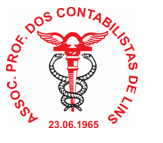 ASSOC. PROF. DOS CONTABILISTAS DE LINS
23.06.1965